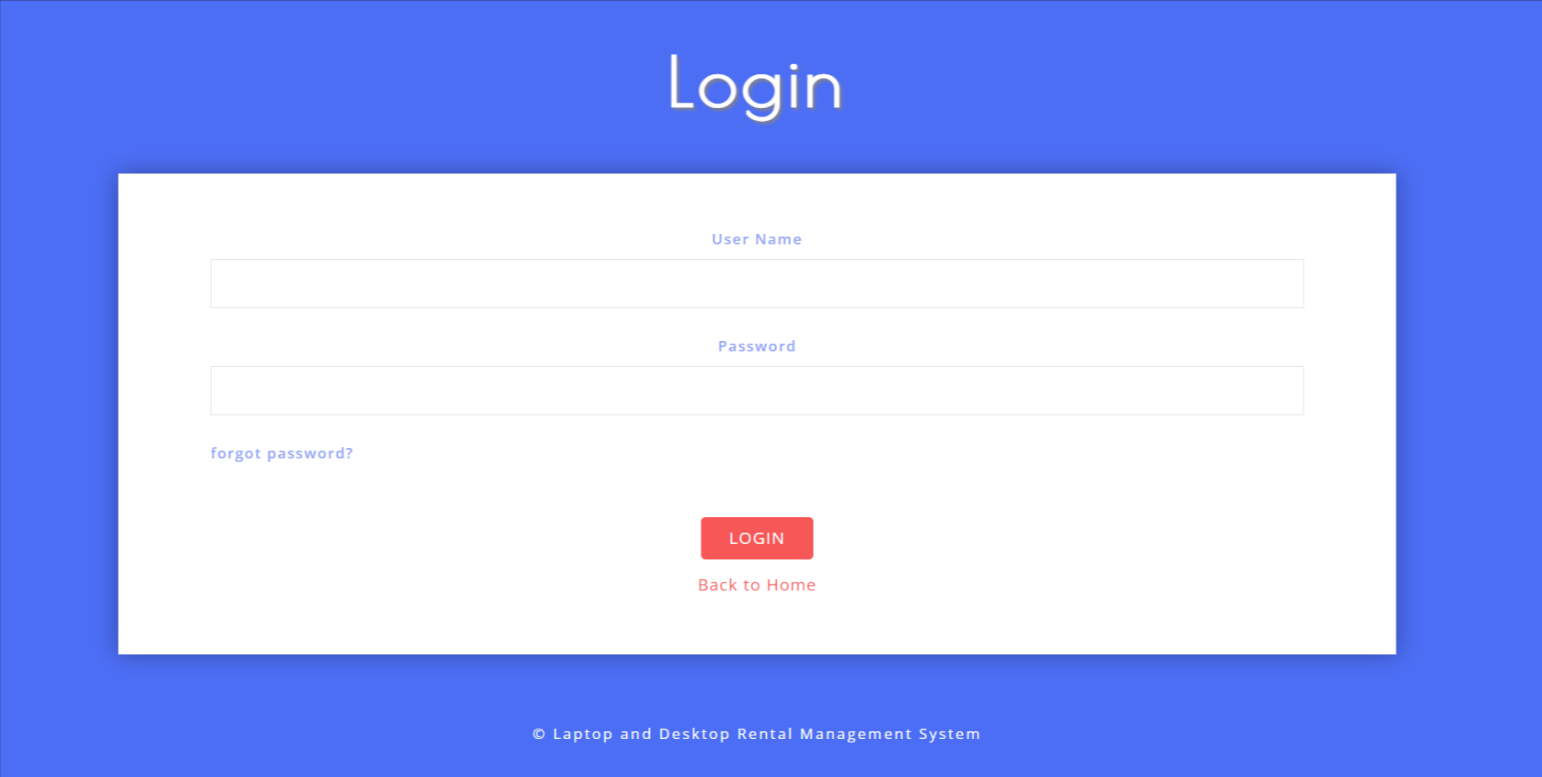 Login
User Name
Password
forgot password?
LOGIN
Back to Home
© Laptop and Desktop Rental Management System